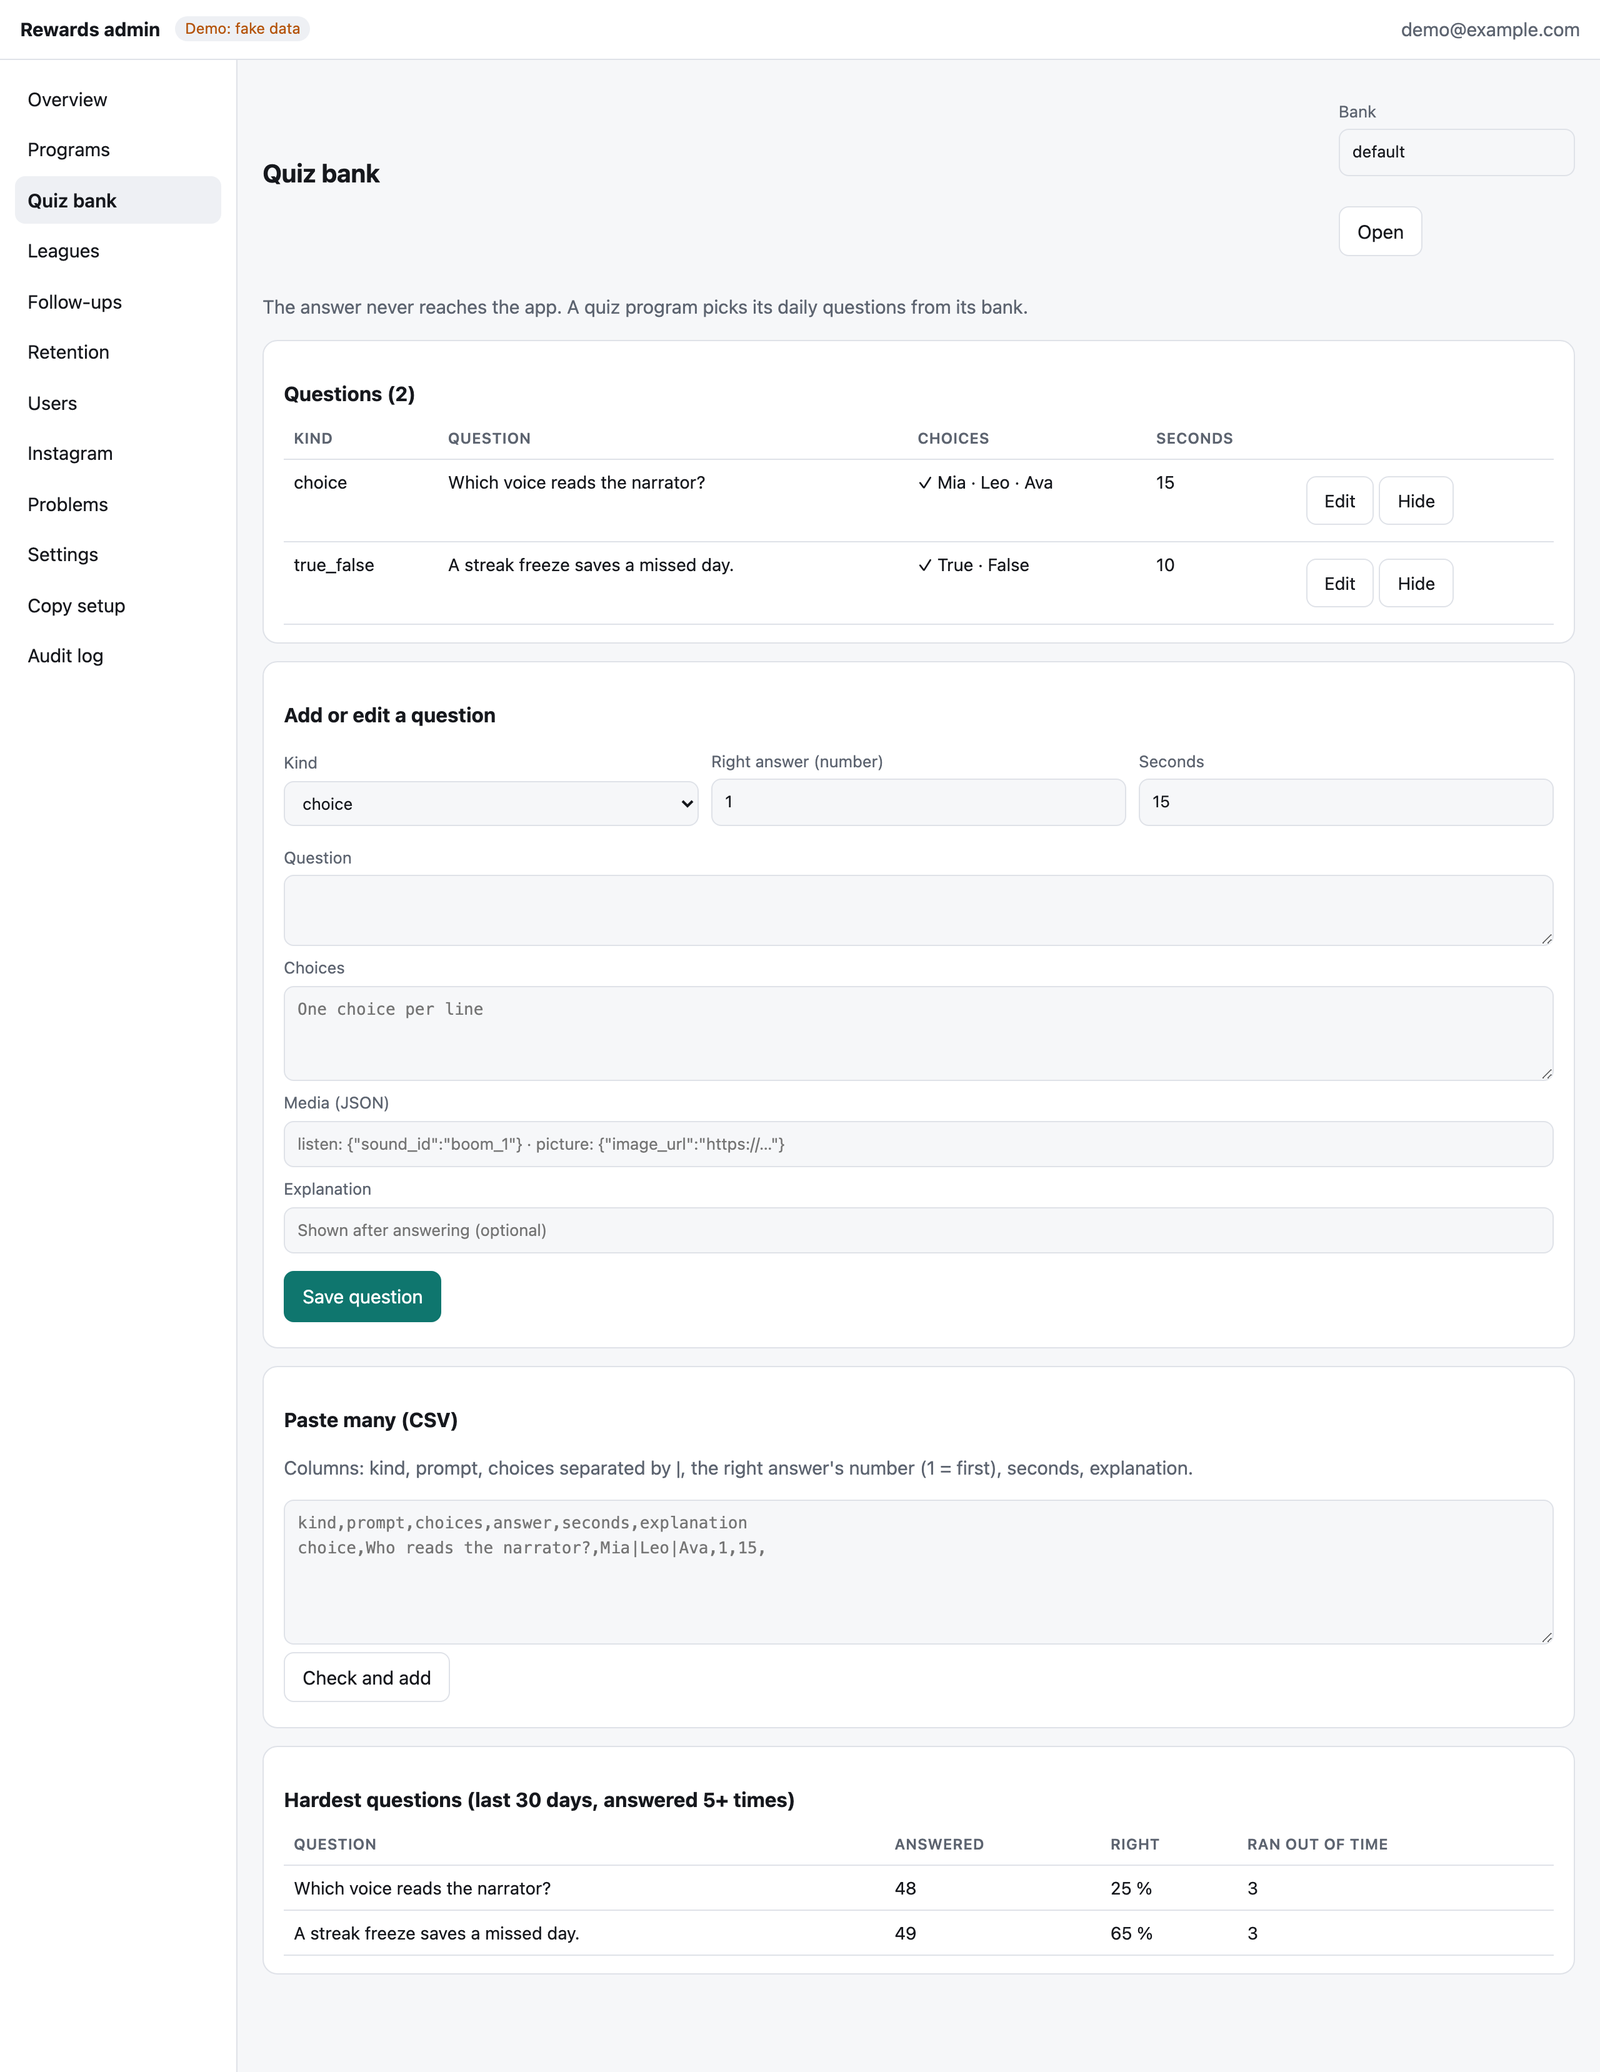 Rewards admin
Demo: fake data
demo@example.com
Overview
Programs
Quiz bank
Leagues
Follow-ups
Retention
Users
Instagram
Problems
Settings
Copy setup
Audit log
Quiz bank
Bank
default
Open
The answer never reaches the app. A quiz program picks its daily questions from its bank.
Questions (2)
KIND QUESTION CHOICES SECONDS
choice Which voice reads the narrator? ✓ Mia · Leo · Ava 15 Edit Hide
true_false A streak freeze saves a missed day. ✓ True · False 10 Edit Hide
Add or edit a question
Kind Right answer (number) Seconds
choice 1 15
Question
Choices
One choice per line
Media (JSON)
listen: {"sound_id":"boom_1"} · picture: {"image_url":"https://..."}
Explanation
Shown after answering (optional)
Save question
Paste many (CSV)
Columns: kind, prompt, choices separated by |, the right answer's number (1 = first), seconds, explanation.
kind,prompt,choices,answer,seconds,explanation
choice,Who reads the narrator?,Mia|Leo|Ava,1,15,
Check and add
Hardest questions (last 30 days, answered 5+ times)
QUESTION ANSWERED RIGHT RAN OUT OF TIME
Which voice reads the narrator? 48 25 % 3
A streak freeze saves a missed day. 49 65 % 3